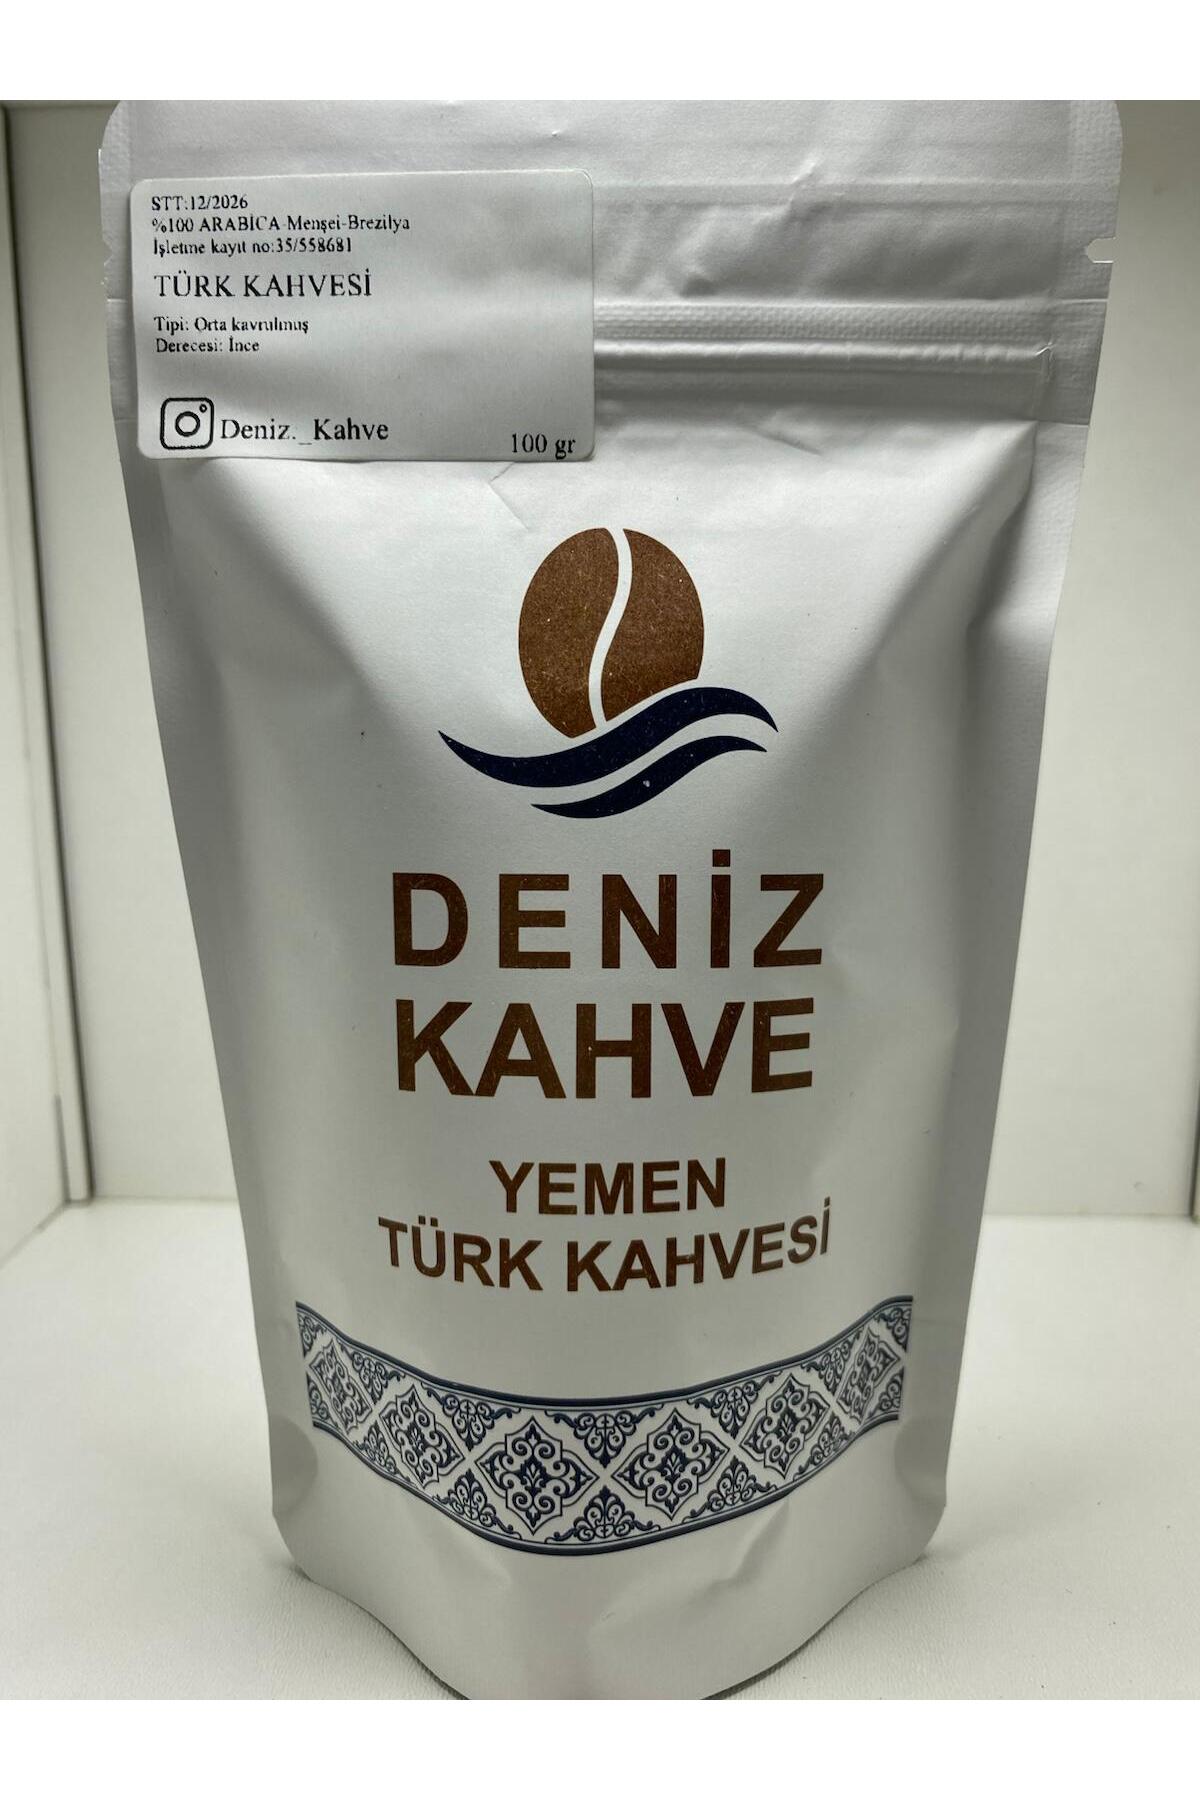 STT:12/2026
%100 ARABİCA-Menşei-Brezilya
İşletme kayıt no:35/558681
TÜRK KAHVESİ
Tipi: Orta kavrulmuş
Derecesi: İnce
Deniz._Kahve
100 gr
DENİZ
KAHVE
YEMEN
TÜRK KAHVESİ